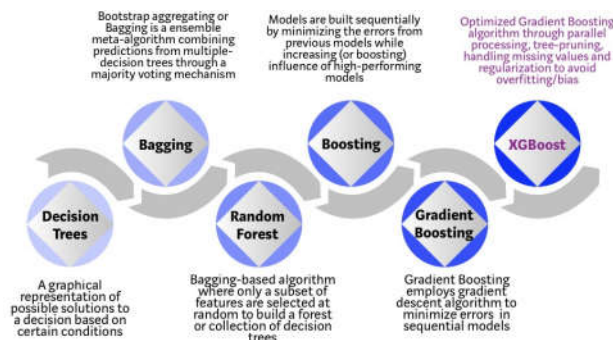 Bootstrap aggregating or
Bagging is a ensemble
meta-algorithm combining
predictions from multiple-
decision trees through a
majority voting mechanism
Models are built sequentially
by minimizing the errors from
previous models while
increasing (or boosting)
influence of high-performing
models
Optimized Gradient Boosting
algorithm through parallel
processing, tree-pruning,
handling missing values and
regularization to avoid
overfitting/bias
Bagging
Boosting
XGBoost
Decision
Trees
Random
Forest
Gradient
Boosting
A graphical
representation of
possible solutions to
a decision based on
certain conditions
Bagging-based algorithm
where only a subset of
features are selected at
random to build a forest
or collection of decision
trees
Gradient Boosting
employs gradient
descent algorithm to
minimize errors in
sequential models